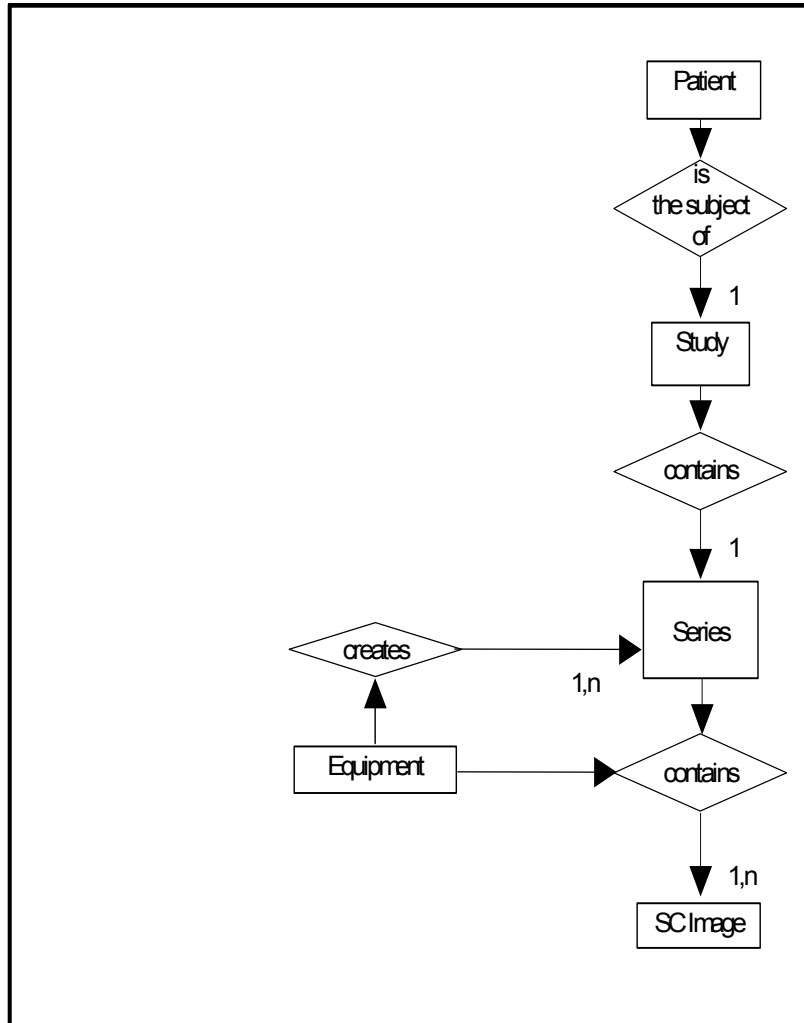 Patient
is
the subject
of
1
Study
contains
1
Series
creates
1,n
Equipment
contains
1,n
SC Image